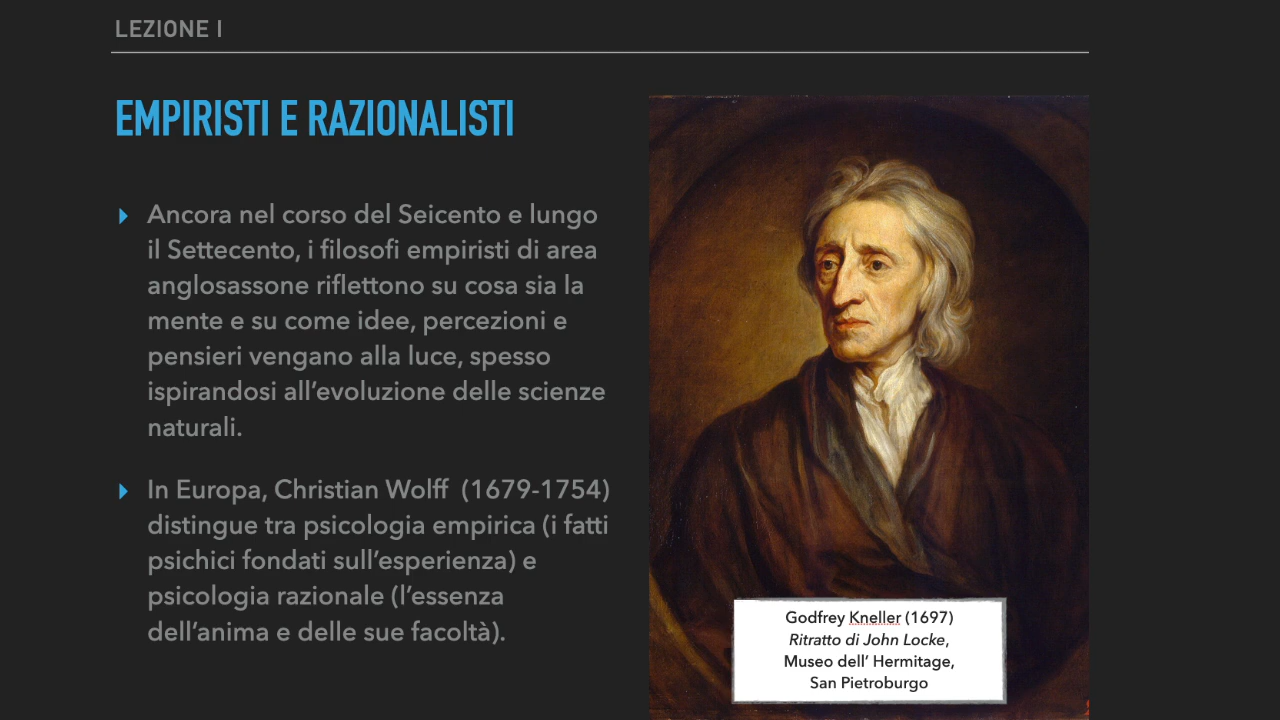 LEZIONE I
EMPIRISTI E RAZIONALISTI
Ancora nel corso del Seicento e lungo
il Settecento, i filosofi empiristi di area
anglosassone riflettono su cosa sia la
mente e su come idee, percezioni e
pensieri vengano alla luce, spesso
ispirandosi all’evoluzione delle scienze
naturali.
In Europa, Christian Wolff (1679-1754)
distingue tra psicologia empirica (i fatti
psichici fondati sull’esperienza) e
psicologia razionale (l’essenza
dell’anima e delle sue facoltà).
Godfrey Kneller (1697)
Ritratto di John Locke,
Museo dell’ Hermitage,
San Pietroburgo